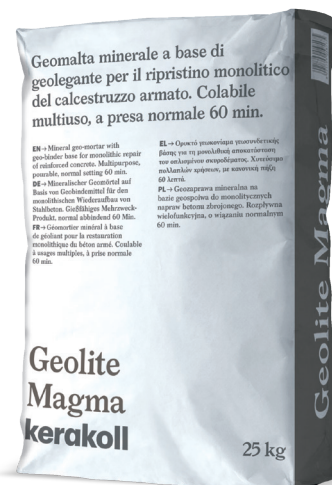 Geomalta minerale a base di
geolegante per il ripristino monolitico
del calcestruzzo armato. Colabile
multiuso, a presa normale 60 min.
EN→Mineral geo-mortar with
geo-binder base for monolithic repair
of reinforced concrete. Multipurpose,
pourable, normal setting 60 min.
DE→Mineralischer Geomörtel auf
Basis von Geobindemittel für den
monolithischen Wiederaufbau von
Stahlbeton. Gießfähiges Mehrzweck-
Produkt, normal abbindend 60 Min.
FR→Géomortier minéral à base
de géoliant pour la restauration
monolithique du béton armé. Coulable
à usages multiples, à prise normale
60 min.
EL→Ορυκτό γεωκονίαμα γεωσυνδετικής
βάσης για τη μονολιθική αποκατάσταση
του οπλισμένου σκυροδέματος. Χυτεύσιμο
πολλαπλών χρήσεων, με κανονική πήξη
60 λεπτά.
PL→Geozaprawa mineralna na
bazie geospoiwa do monolitycznych
napraw betonu zbrojonego. Rozpływna
wielofunkcyjna, o wiązaniu normalnym
60 min.
Geolite
Magma
kerakoll
25 kg
Geolite Magma